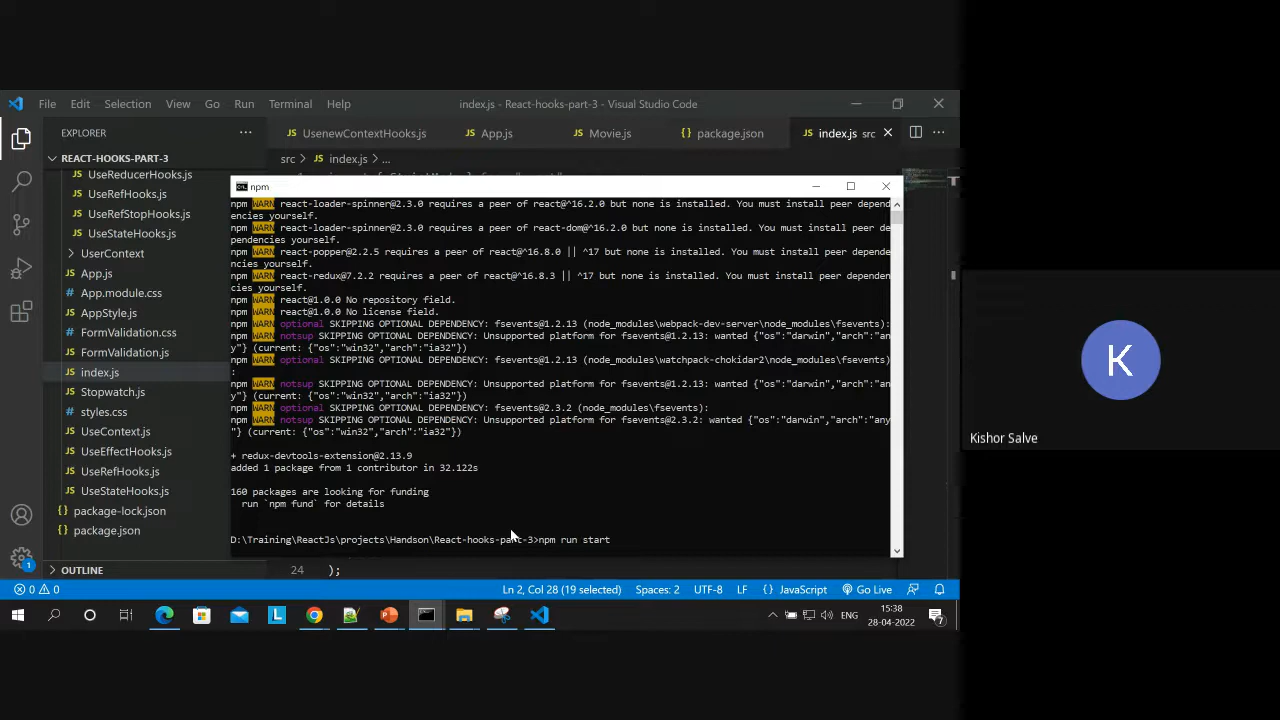 File Edit Selection View Go Run Terminal Help
index.js - React-hooks-part-3 - Visual Studio Code
EXPLORER
UsenewContextHooks.js
App.js
Movie.js
package.json
index.js src
REACT-HOOKS-PART-3
src > index.js > ...
UseReducerHooks.js
UseRefHooks.js
UseRefStopHooks.js
UseStateHooks.js
UserContext
App.js
App.module.css
AppStyle.js
FormValidation.css
FormValidation.js
index.js
Stopwatch.js
styles.css
UseContext.js
UseEffectHooks.js
UseRefHooks.js
UseStateHooks.js
package-lock.json
package.json
OUTLINE
npm
npm WARN react-loader-spinner@2.3.0 requires a peer of react@^16.2.0 but none is installed. You must install peer depend
encies yourself.
npm WARN react-loader-spinner@2.3.0 requires a peer of react-dom@^16.2.0 but none is installed. You must install peer de
pendencies yourself.
npm WARN react-popper@2.2.5 requires a peer of react@^16.8.0 || ^17 but none is installed. You must install peer depende
ncies yourself.
npm WARN react-redux@7.2.2 requires a peer of react@^16.8.3 || ^17 but none is installed. You must install peer dependen
cies yourself.
npm WARN react@1.0.0 No repository field.
npm WARN react@1.0.0 No license field.
npm WARN optional SKIPPING OPTIONAL DEPENDENCY: fsevents@1.2.13 (node_modules\webpack-dev-server\node_modules\fsevents):
npm WARN notsup SKIPPING OPTIONAL DEPENDENCY: Unsupported platform for fsevents@1.2.13: wanted {"os":"darwin","arch":"an
y"} (current: {"os":"win32","arch":"ia32"})
npm WARN optional SKIPPING OPTIONAL DEPENDENCY: fsevents@1.2.13 (node_modules\watchpack-chokidar2\node_modules\fsevents)
:
npm WARN notsup SKIPPING OPTIONAL DEPENDENCY: Unsupported platform for fsevents@1.2.13: wanted {"os":"darwin","arch":"an
y"} (current: {"os":"win32","arch":"ia32"})
npm WARN optional SKIPPING OPTIONAL DEPENDENCY: fsevents@2.3.2 (node_modules\fsevents):
npm WARN notsup SKIPPING OPTIONAL DEPENDENCY: Unsupported platform for fsevents@2.3.2: wanted {"os":"darwin","arch":"any
"} (current: {"os":"win32","arch":"ia32"})
+ redux-devtools-extension@2.13.9
added 1 package from 1 contributor in 32.122s
160 packages are looking for funding
run `npm fund` for details
D:\Training\ReactJs\projects\Handson\React-hooks-part-3>npm run start
24 );
0 0
Ln 2, Col 28 (19 selected) Spaces: 2 UTF-8 LF {} JavaScript Go Live
1
ENG
15:38
28-04-2022
7
K
Kishor Salve